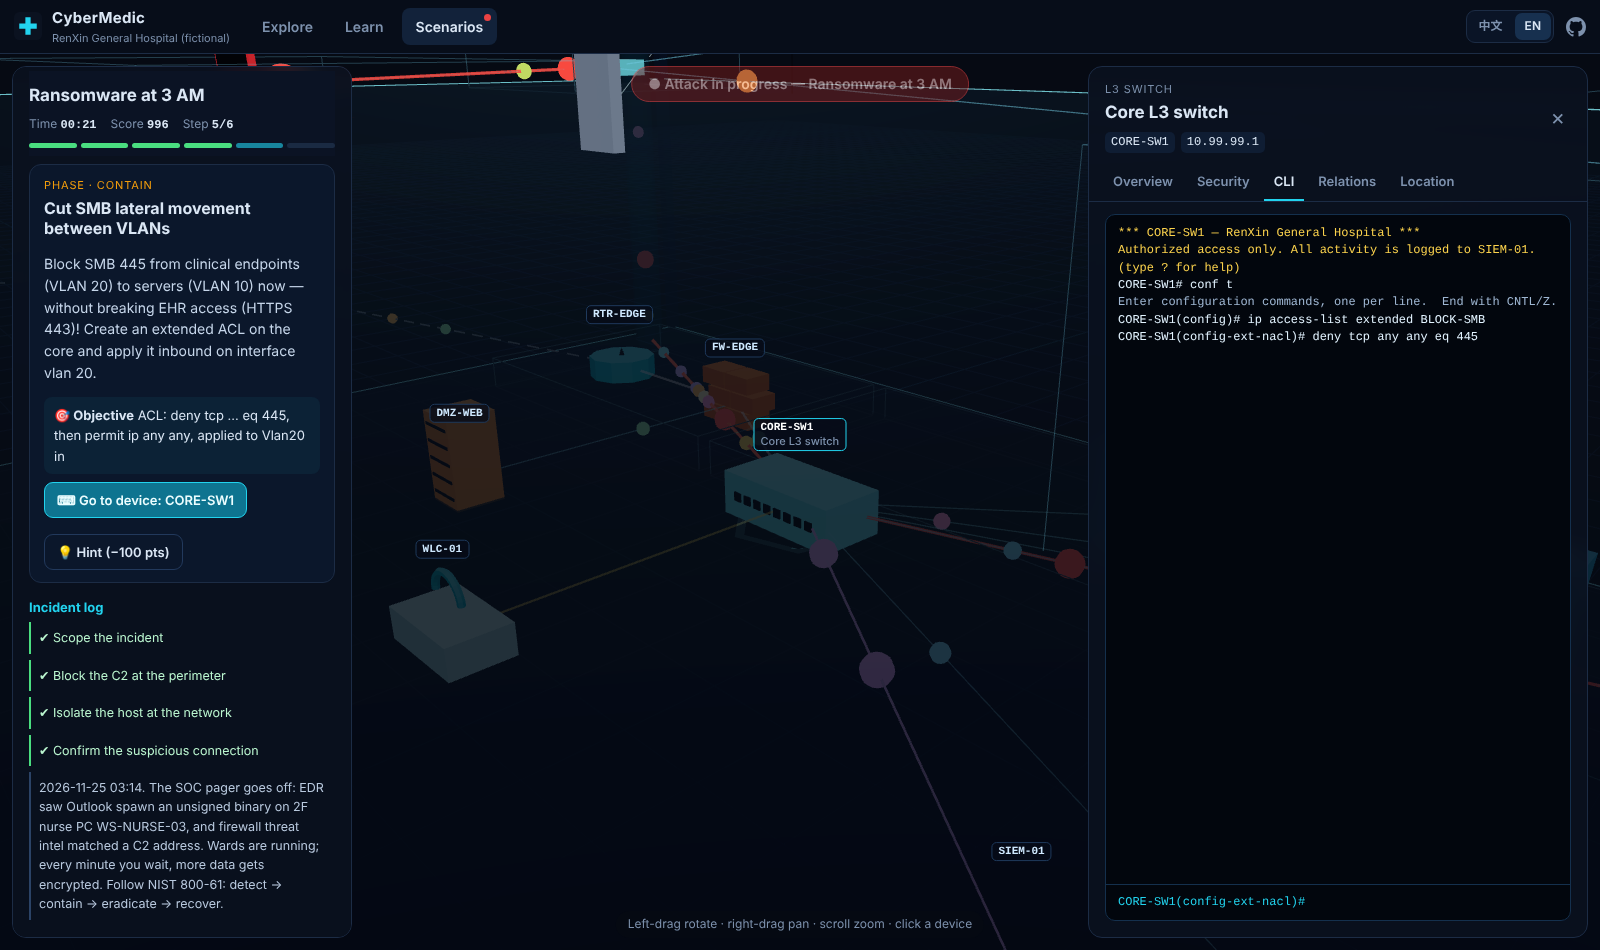 CyberMedic
RenXin General Hospital (fictional)
Explore
Learn
Scenarios
中文
EN
Ransomware at 3 AM
Time 00:21 Score 996 Step 5/6
PHASE · CONTAIN
Cut SMB lateral movement
between VLANs
Block SMB 445 from clinical endpoints
(VLAN 20) to servers (VLAN 10) now —
without breaking EHR access (HTTPS
443)! Create an extended ACL on the
core and apply it inbound on interface
vlan 20.
🎯 Objective ACL: deny tcp ... eq 445,
then permit ip any any, applied to Vlan20
in
⌨ Go to device: CORE-SW1
💡 Hint (−100 pts)
Incident log
✔ Scope the incident
✔ Block the C2 at the perimeter
✔ Isolate the host at the network
✔ Confirm the suspicious connection
2026-11-25 03:14. The SOC pager goes off: EDR
saw Outlook spawn an unsigned binary on 2F
nurse PC WS-NURSE-03, and firewall threat
intel matched a C2 address. Wards are running;
every minute you wait, more data gets
encrypted. Follow NIST 800-61: detect →
contain → eradicate → recover.
Attack in progress — Ransomware at 3 AM
RTR-EDGE
FW-EDGE
DMZ-WEB
CORE-SW1
Core L3 switch
WLC-01
SIEM-01
Left-drag rotate · right-drag pan · scroll zoom · click a device
L3 SWITCH
Core L3 switch
CORE-SW1
10.99.99.1
Overview
Security
CLI
Relations
Location
*** CORE-SW1 — RenXin General Hospital ***
Authorized access only. All activity is logged to SIEM-01.
(type ? for help)
CORE-SW1# conf t
Enter configuration commands, one per line.  End with CNTL/Z.
CORE-SW1(config)# ip access-list extended BLOCK-SMB
CORE-SW1(config-ext-nacl)# deny tcp any any eq 445
CORE-SW1(config-ext-nacl)#